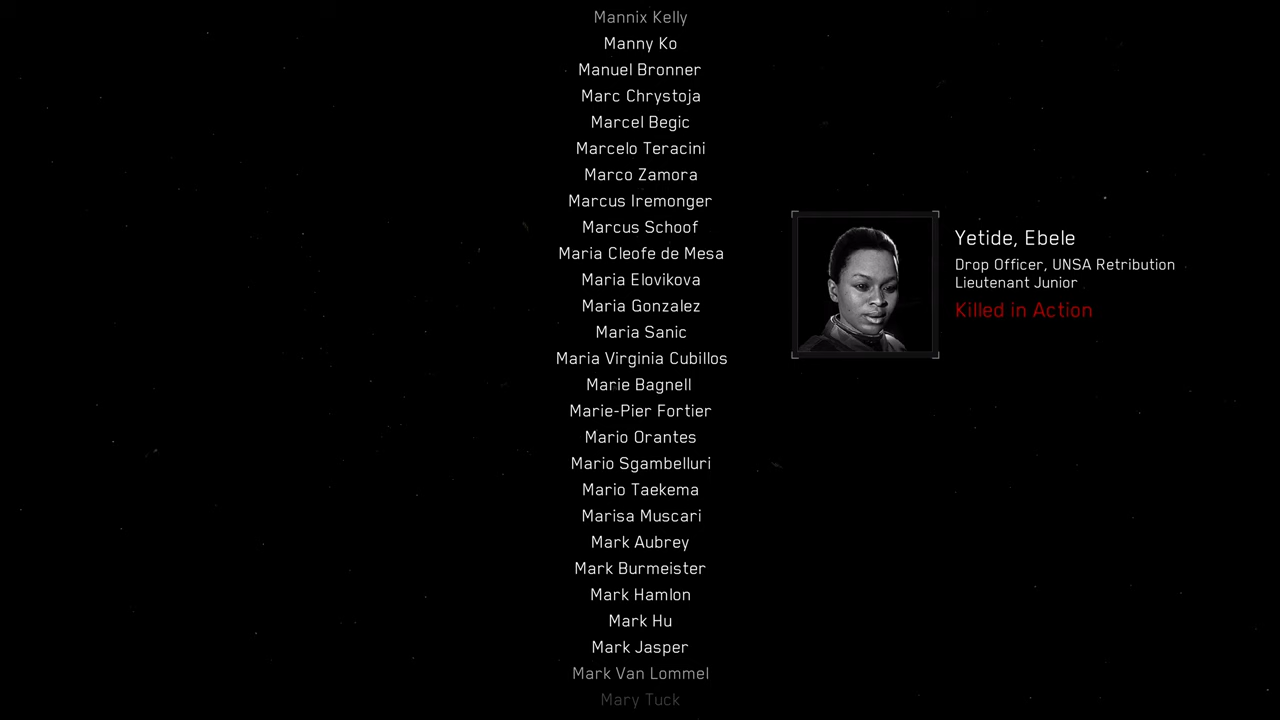 Mannix Kelly
Manny Ko
Manuel Bronner
Marc Chrystoja
Marcel Begic
Marcelo Teracini
Marco Zamora
Marcus Iremonger
Marcus Schoof
Maria Cleofe de Mesa
Maria Elovikova
Maria Gonzalez
Maria Sanic
Maria Virginia Cubillos
Marie Bagnell
Marie-Pier Fortier
Mario Orantes
Mario Sgambelluri
Mario Taekema
Marisa Muscari
Mark Aubrey
Mark Burmeister
Mark Hamlon
Mark Hu
Mark Jasper
Mark Van Lommel
Mary Tuck
Yetide, Ebele
Drop Officer, UNSA Retribution
Lieutenant Junior
Killed in Action